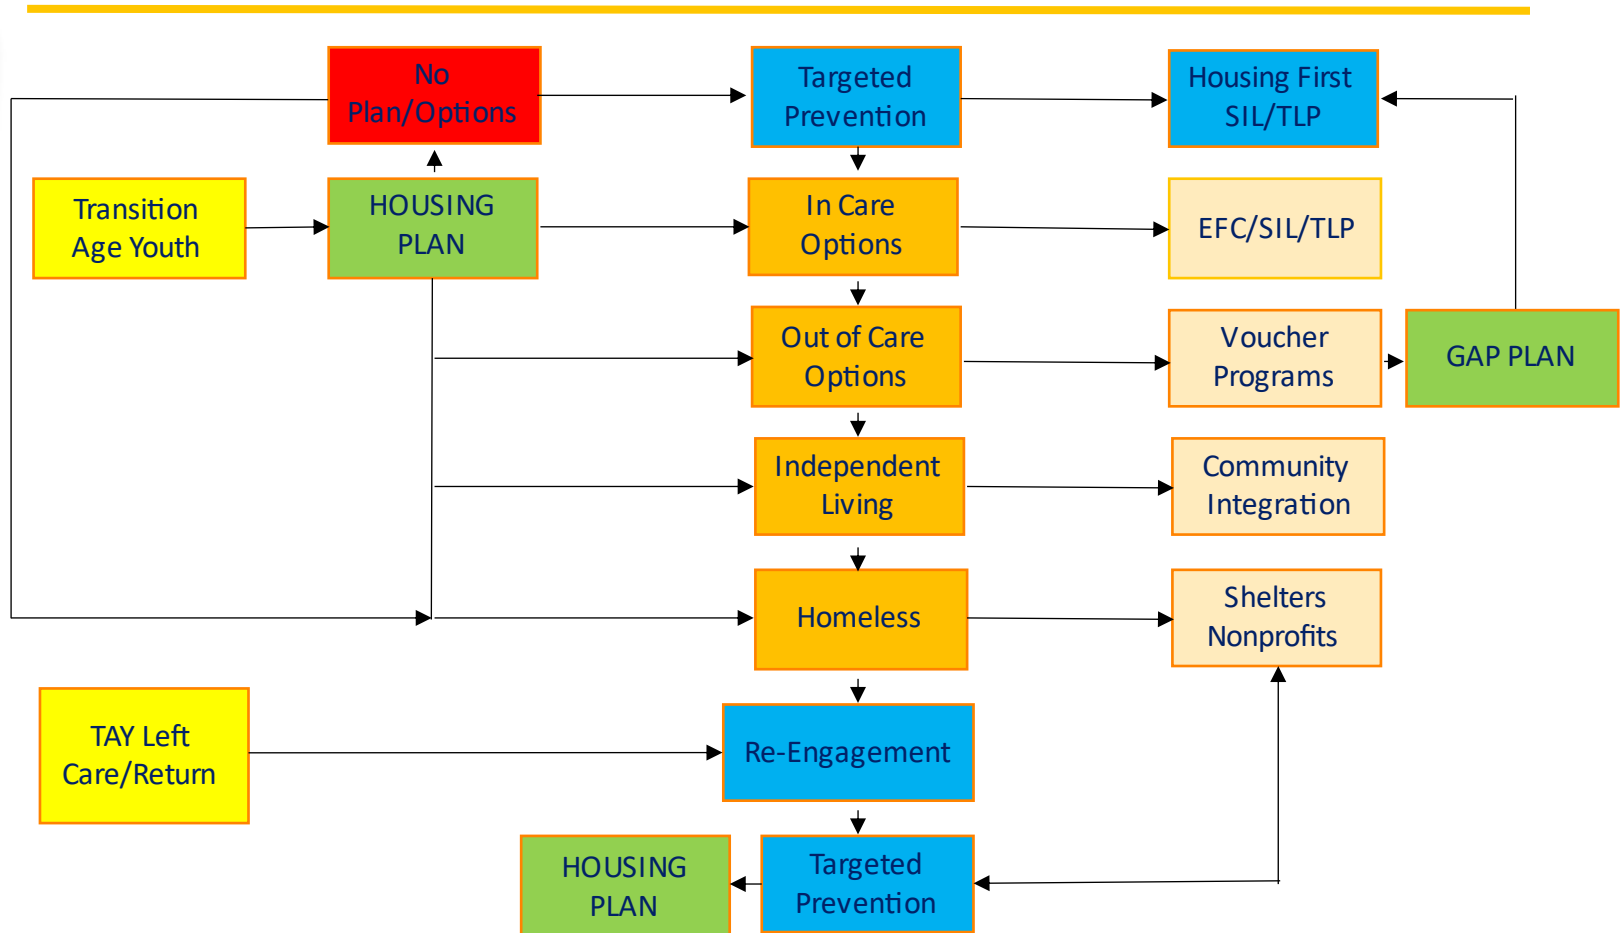 No
Plan/Options
Targeted
Prevention
Housing First
SIL/TLP
Transition
Age Youth
HOUSING
PLAN
In Care
Options
EFC/SIL/TLP
Out of Care
Options
Voucher
Programs
GAP PLAN
Independent
Living
Community
Integration
Homeless
Shelters
Nonprofits
TAY Left
Care/Return
Re-Engagement
HOUSING
PLAN
Targeted
Prevention